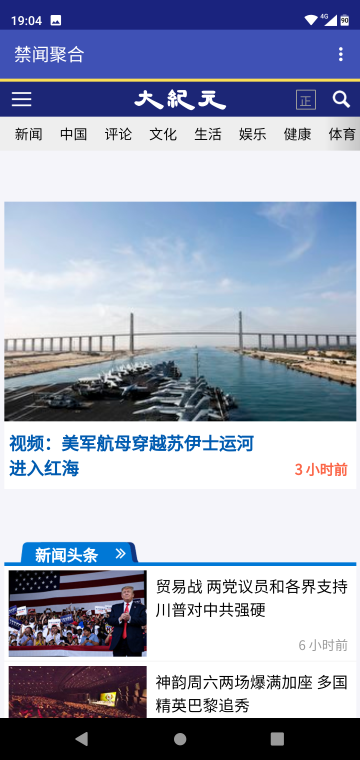 19:04
4G
90
禁闻聚合
大紀元
正
新闻 中国 评论 文化 生活 娱乐 健康 体育
视频：美军航母穿越苏伊士运河
进入红海
3 小时前
新闻头条
贸易战 两党议员和各界支持
川普对中共强硬
6 小时前
神韵周六两场爆满加座 多国
精英巴黎追秀